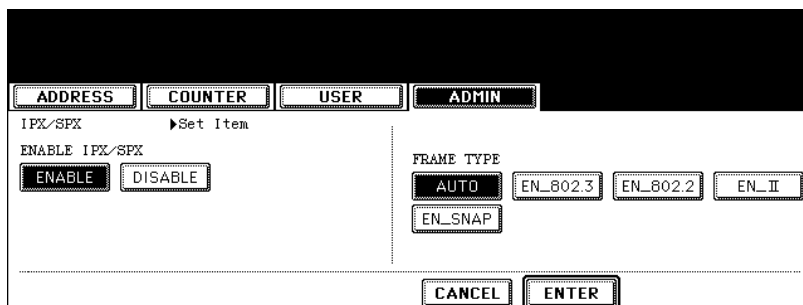 ADDRESS COUNTER USER ADMIN
IPX/SPX ▶Set Item
ENABLE IPX/SPX
ENABLE DISABLE
FRAME TYPE
AUTO EN_802.3 EN_802.2 EN_II
EN_SNAP
CANCEL ENTER